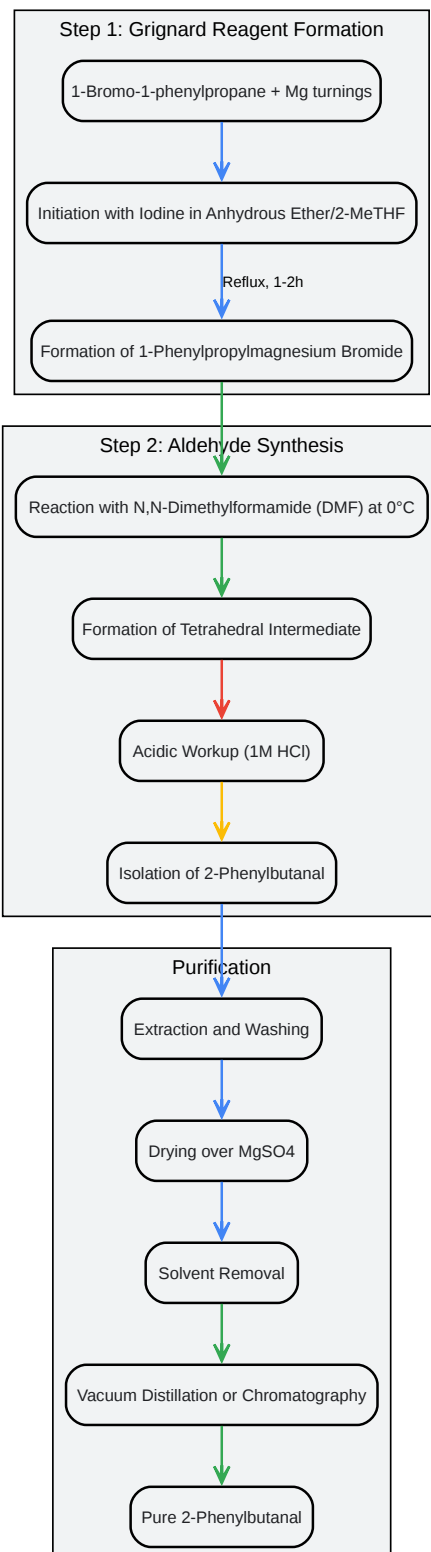 Step 1: Grignard Reagent Formation
1-Bromo-1-phenylpropane + Mg turnings
Initiation with Iodine in Anhydrous Ether/2-MeTHF
Reflux, 1-2h
Formation of 1-Phenylpropylmagnesium Bromide
Step 2: Aldehyde Synthesis
Reaction with N,N-Dimethylformamide (DMF) at 0°C
Formation of Tetrahedral Intermediate
Acidic Workup (1M HCl)
Isolation of 2-Phenylbutanal
Purification
Extraction and Washing
Drying over MgSO4
Solvent Removal
Vacuum Distillation or Chromatography
Pure 2-Phenylbutanal